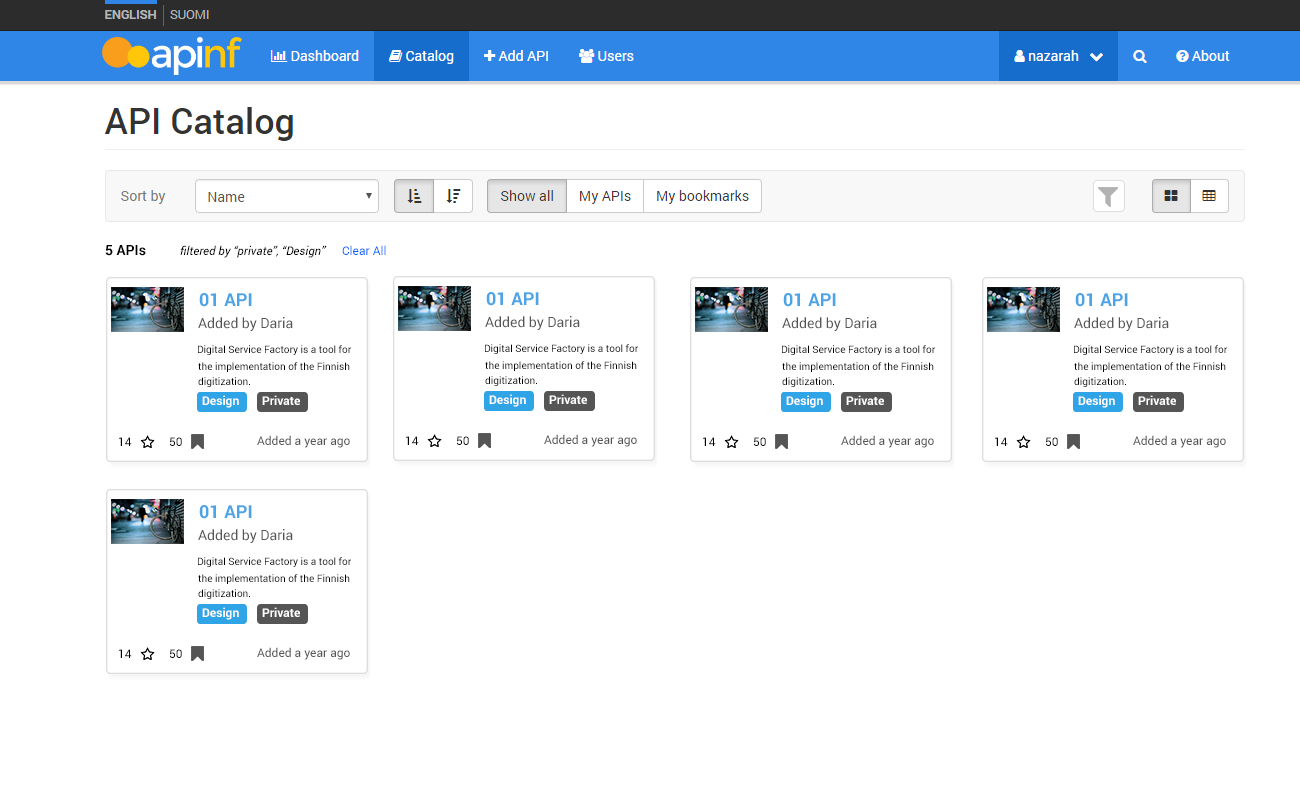 ENGLISH SUOMI
apinf Dashboard Catalog Add API Users nazarah About
API Catalog
Sort by Name Show all My APIs My bookmarks
5 APIs filtered by “private”, “Design” Clear All
01 API
Added by Daria
Digital Service Factory is a tool for
the implementation of the Finnish
digitization.
Design Private
14 50 Added a year ago
01 API
Added by Daria
Digital Service Factory is a tool for
the implementation of the Finnish
digitization.
Design Private
14 50 Added a year ago
01 API
Added by Daria
Digital Service Factory is a tool for
the implementation of the Finnish
digitization.
Design Private
14 50 Added a year ago
01 API
Added by Daria
Digital Service Factory is a tool for
the implementation of the Finnish
digitization.
Design Private
14 50 Added a year ago
01 API
Added by Daria
Digital Service Factory is a tool for
the implementation of the Finnish
digitization.
Design Private
14 50 Added a year ago